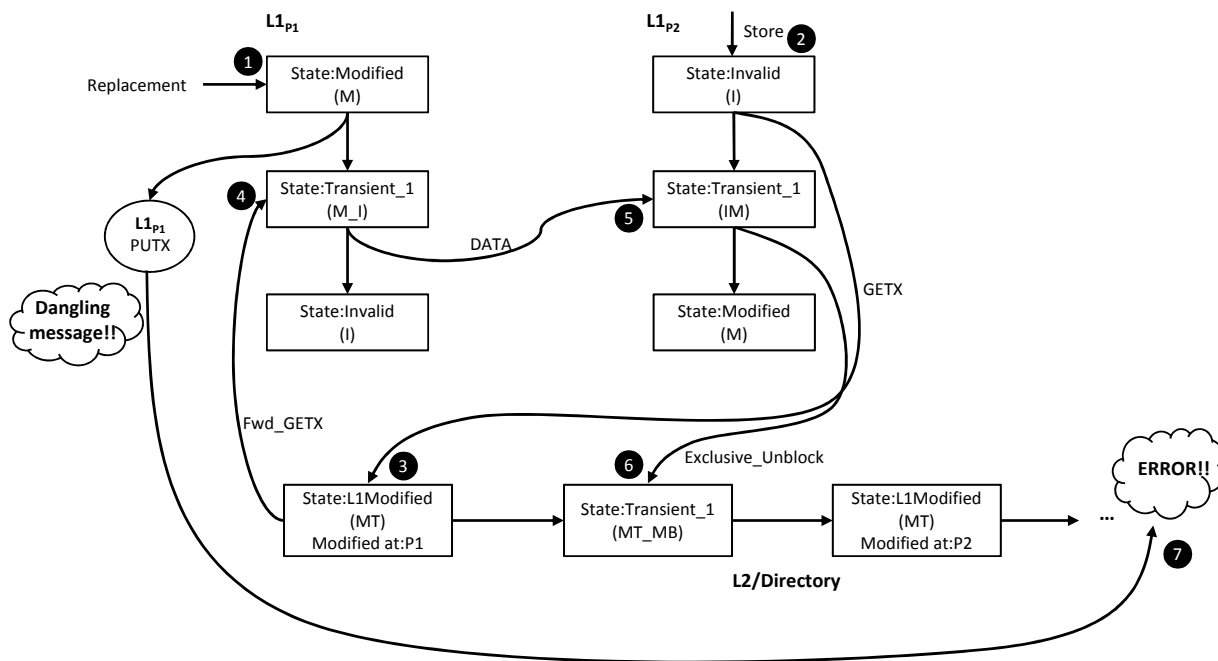 L1P1
L1P2
Store
2
1
Replacement
State:Modified
(M)
State:Invalid
(I)
4
State:Transient_1
(M_I)
State:Transient_1
(IM)
5
L1P1
PUTX
DATA
GETX
Dangling
message!!
State:Invalid
(I)
State:Modified
(M)
Fwd_GETX
3
6
Exclusive_Unblock
ERROR!!
State:L1Modified
(MT)
Modified at:P1
State:Transient_1
(MT_MB)
State:L1Modified
(MT)
Modified at:P2
...
7
L2/Directory